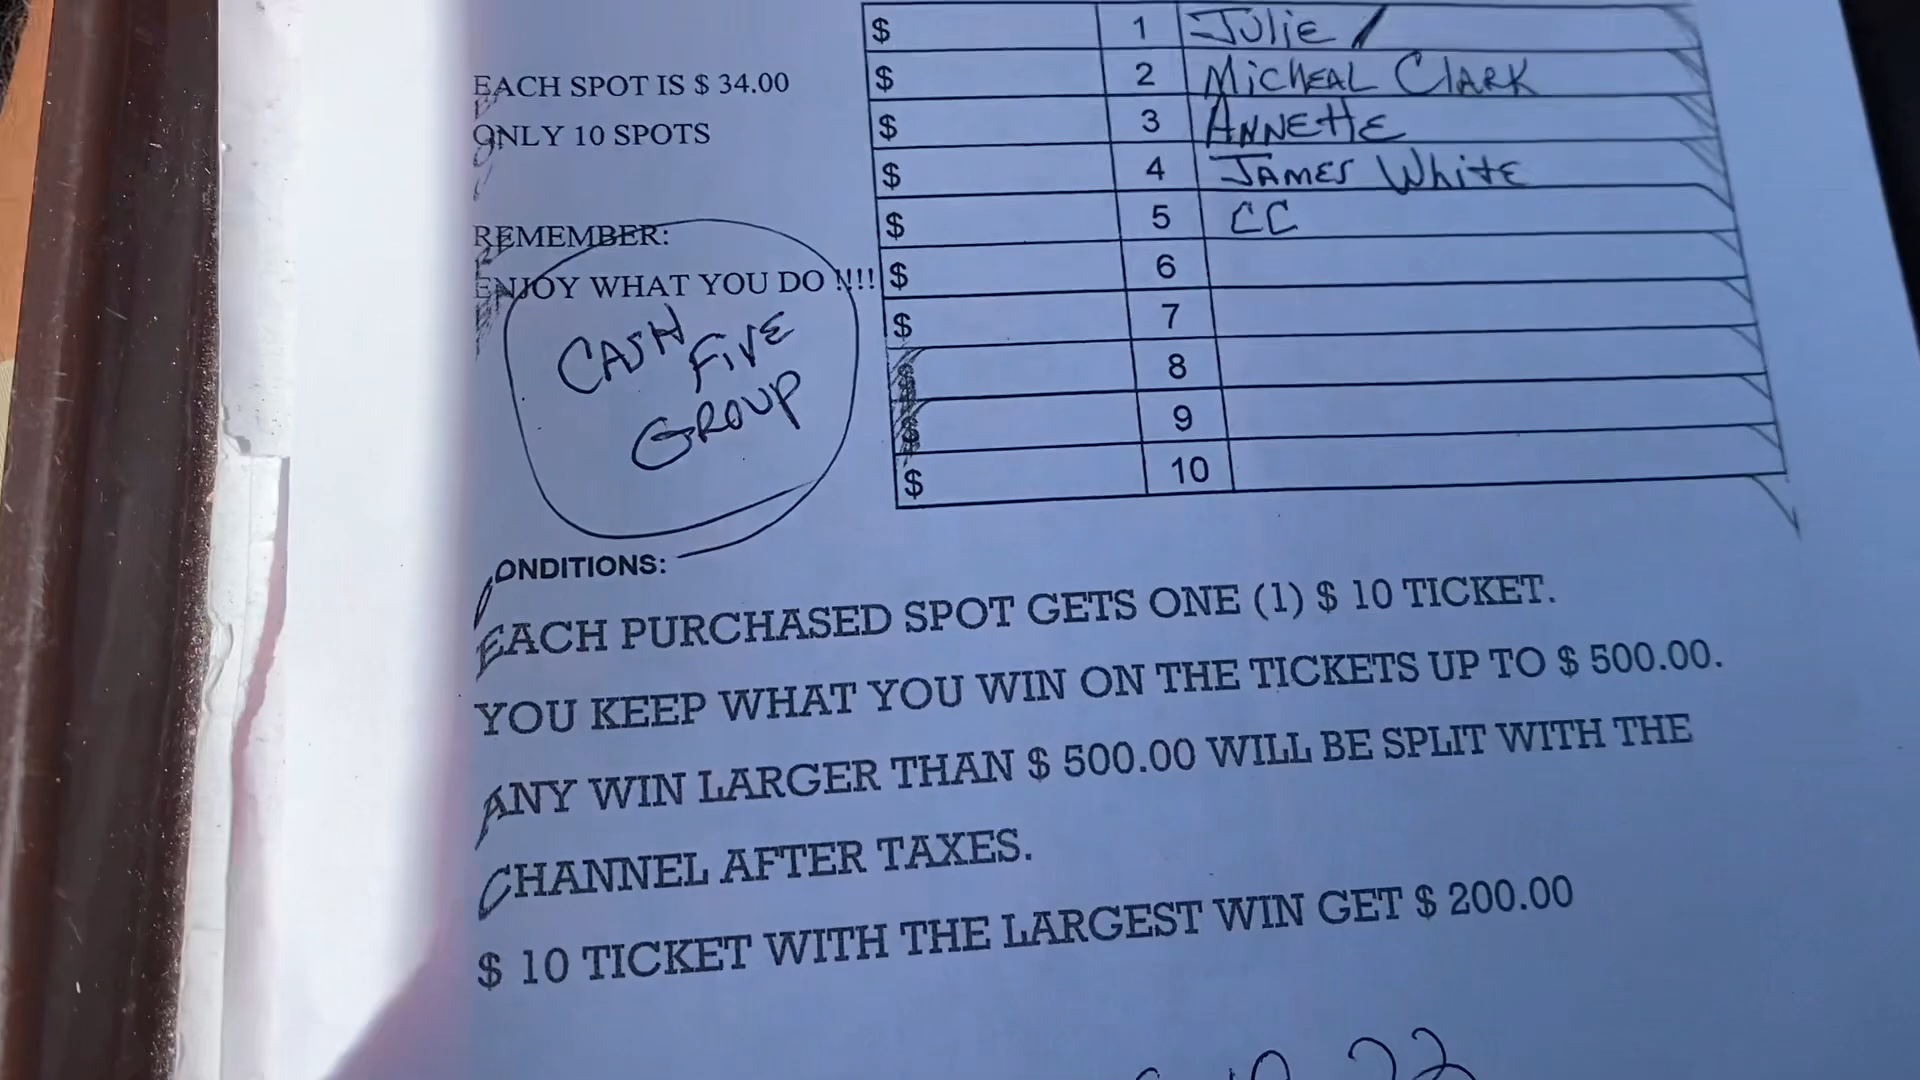 $ 1 Julie /
EACH SPOT IS $ 34.00
$ 2 Micheal Clark
ONLY 10 SPOTS
$ 3 Annette
$ 4 James White
$ 5 CC
REMEMBER:
ENJOY WHAT YOU DO !!!!
$ 6
$ 7
$ 8
$ 9
$ 10
CASH FIVE
GROUP
CONDITIONS:
EACH PURCHASED SPOT GETS ONE (1) $ 10 TICKET.
YOU KEEP WHAT YOU WIN ON THE TICKETS UP TO $ 500.00.
ANY WIN LARGER THAN $ 500.00 WILL BE SPLIT WITH THE
CHANNEL AFTER TAXES.
$ 10 TICKET WITH THE LARGEST WIN GET $ 200.00